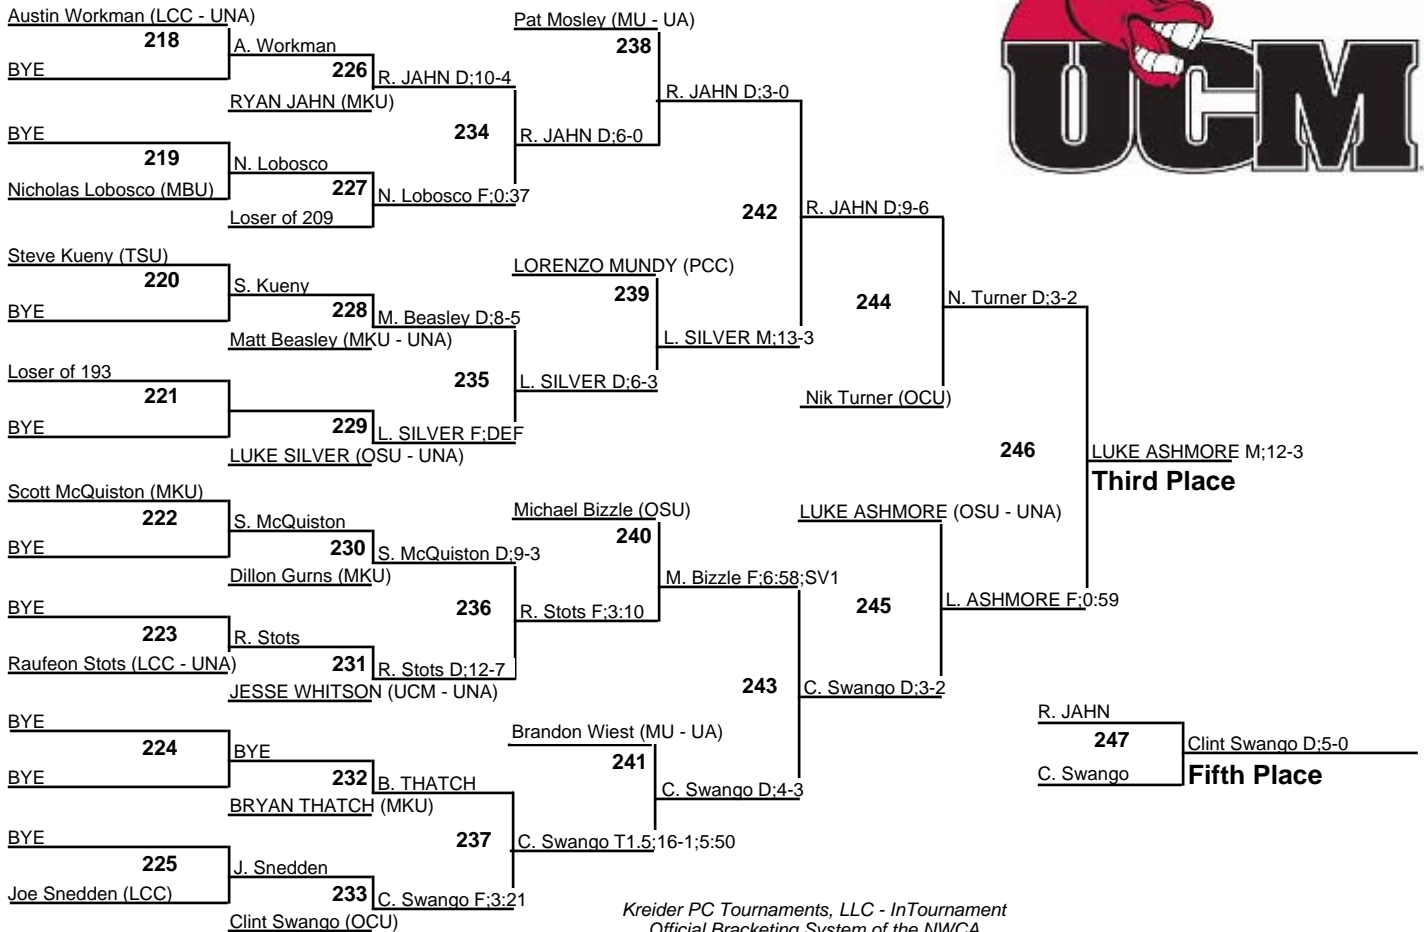 Austin Workman (LCC - UNA)
218
BYE
A. Workman
226
RYAN JAHN (MKU)
R. JAHN D;10-4
BYE
219
Nicholas Lobosco (MBU)
N. Lobosco
227
Loser of 209
N. Lobosco F;0:37
234
R. JAHN D;6-0
Pat Mosley (MU - UA)
238
R. JAHN D;3-0
Steve Kueny (TSU)
220
BYE
S. Kueny
228
Matt Beasley (MKU - UNA)
M. Beasley D;8-5
Loser of 193
221
BYE
229
LUKE SILVER (OSU - UNA)
L. SILVER F;DEF
235
L. SILVER D;6-3
LORENZO MUNDY (PCC)
239
L. SILVER M;13-3
242
R. JAHN D;9-6
244
Nik Turner (OCU)
N. Turner D;3-2
Scott McQuiston (MKU)
222
BYE
S. McQuiston
230
Dillon Gurns (MKU)
S. McQuiston D;9-3
BYE
223
Raufeon Stots (LCC - UNA)
R. Stots
231
JESSE WHITSON (UCM - UNA)
R. Stots D;12-7
236
R. Stots F;3:10
Michael Bizzle (OSU)
240
M. Bizzle F;6:58;SV1
BYE
224
BYE
BYE
232
BRYAN THATCH (MKU)
B. THATCH
BYE
225
Joe Snedden (LCC)
J. Snedden
233
Clint Swango (OCU)
C. Swango F;3:21
237
C. Swango T1.5;16-1;5:50
Brandon Wiest (MU - UA)
241
C. Swango D;4-3
243
C. Swango D;3-2
LUKE ASHMORE (OSU - UNA)
245
L. ASHMORE F;0:59
246
LUKE ASHMORE M;12-3
Third Place
R. JAHN
247
C. Swango
Clint Swango D;5-0
Fifth Place
UCM
Kreider PC Tournaments, LLC - InTournament
Official Bracketing System of the NWCA